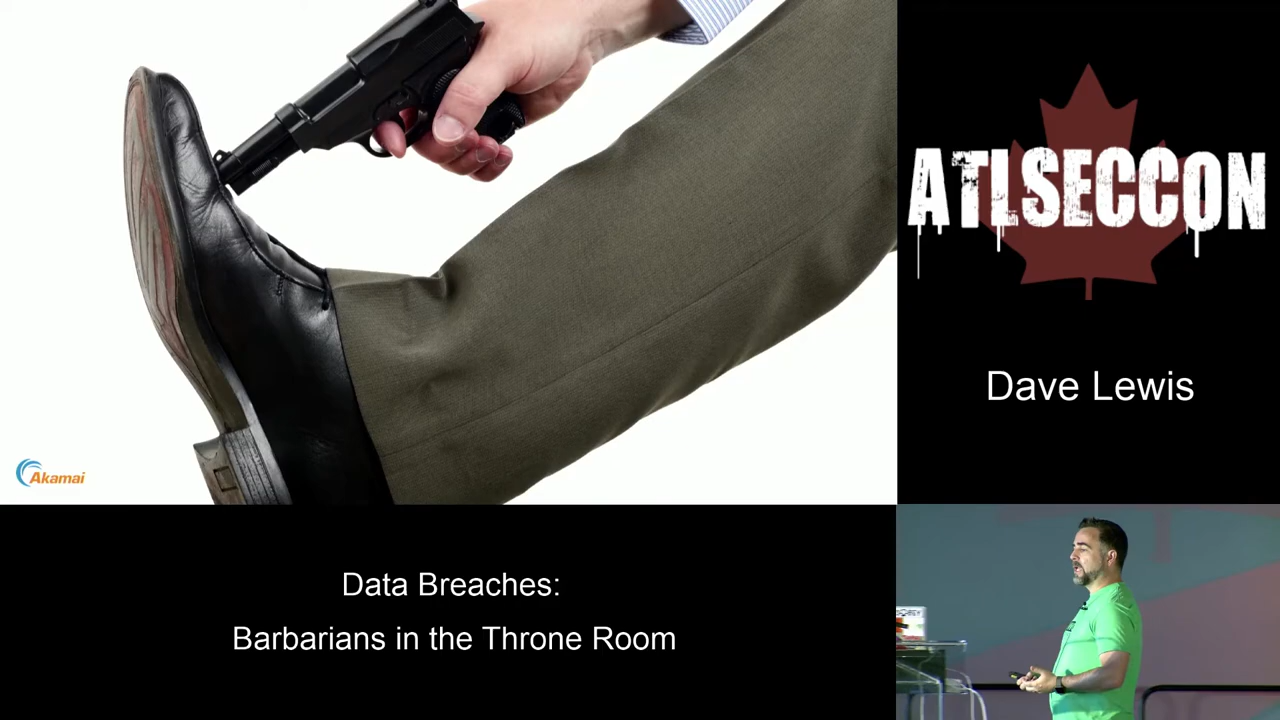 Akamai
ATLSECCON
Dave Lewis
Data Breaches:
Barbarians in the Throne Room